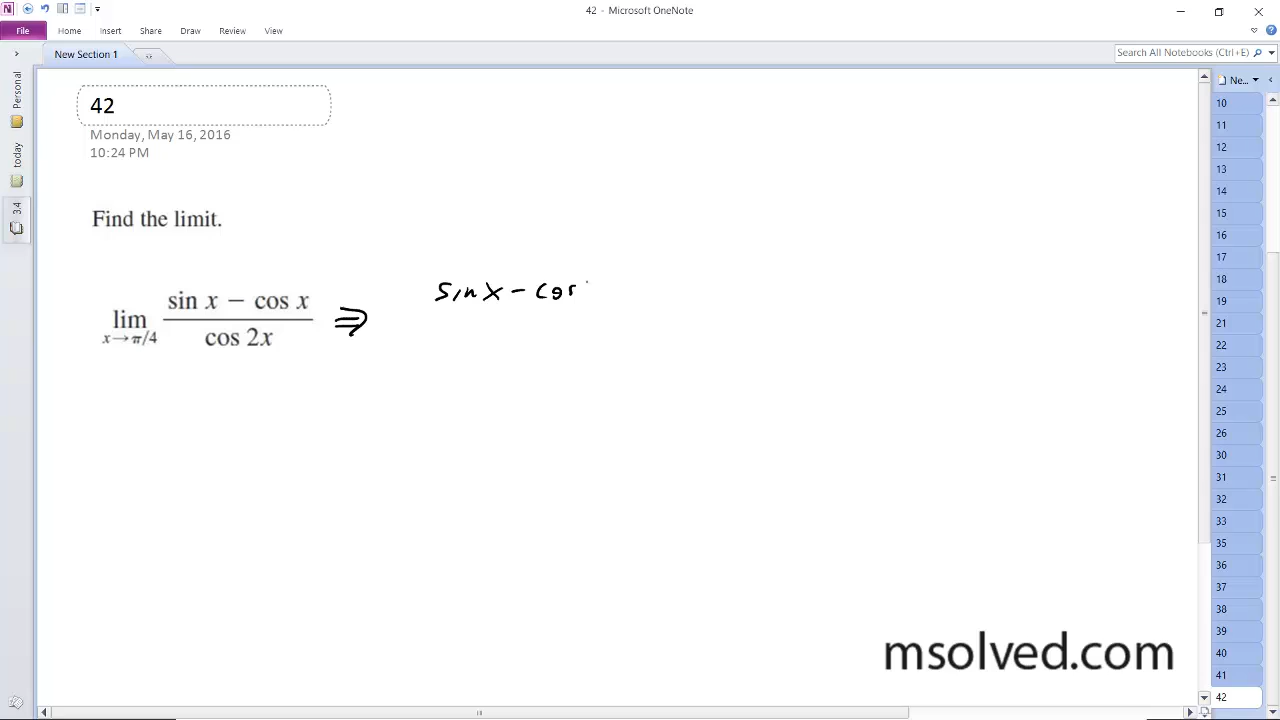 42 - Microsoft OneNote
File Home Insert Share Draw Review View
New Section 1
Search All Notebooks (Ctrl+E)
Ne...
Personal
today
34
42
Monday, May 16, 2016
10:24 PM
Find the limit.
lim x→π/4 (sin x − cos x) / (cos 2x) ⇒ sin x − cos
msolved.com
10
11
12
13
14
15
16
17
18
19
21
22
23
24
25
26
30
31
32
33
35
36
37
38
39
40
41
42